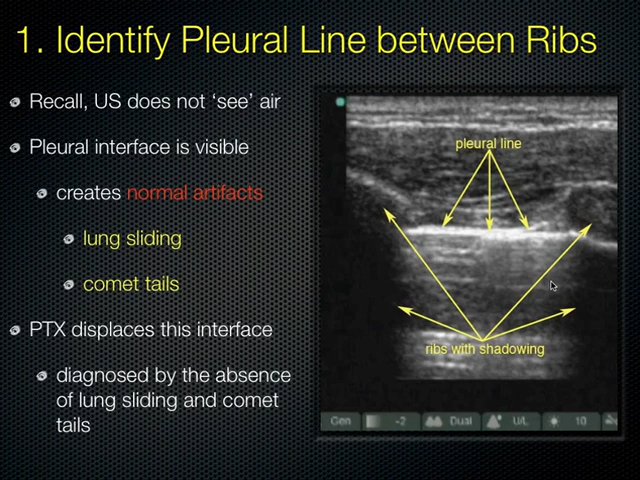 1. Identify Pleural Line between Ribs
Recall, US does not ‘see’ air
Pleural interface is visible
creates normal artifacts
lung sliding
comet tails
PTX displaces this interface
diagnosed by the absence
of lung sliding and comet
tails
pleural line
ribs with shadowing
Gen -2 Dual U/L 10